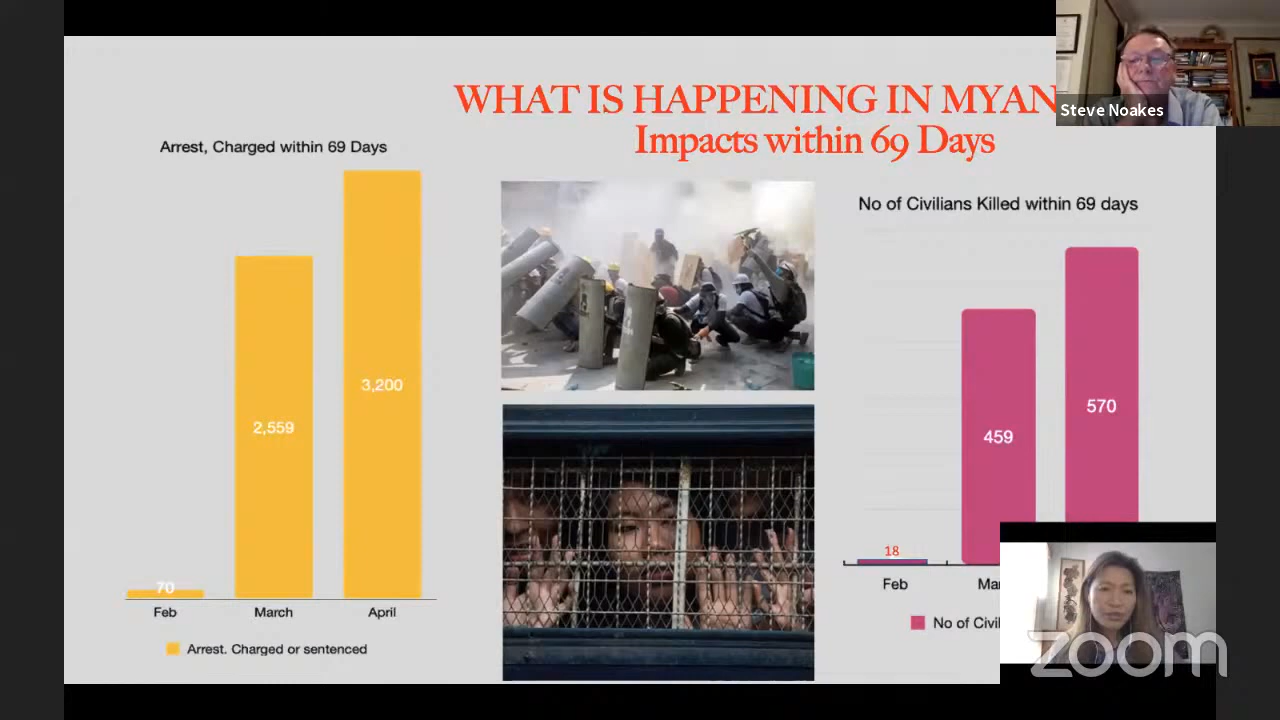 WHAT IS HAPPENING IN MYAN
Impacts within 69 Days
Steve Noakes
Arrest, Charged within 69 Days
3,200
2,559
70
Feb March April
Arrest. Charged or sentenced
No of Civilians Killed within 69 days
570
459
18
Feb Mar
No of Civil
zoom